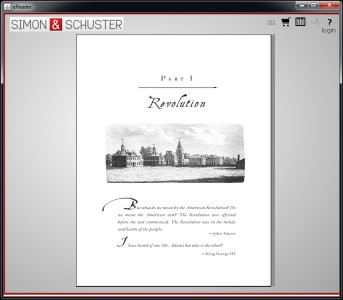 eReader
SIMON & SCHUSTER
?
login
PART I
Revolution
But what do we mean by the American Revolution? Do
we mean the American war? The Revolution was effected
before the war commenced. The Revolution was in the minds
and hearts of the people.
—John Adams
I have heard of one Mr. Adams but who is the other?
—King George III